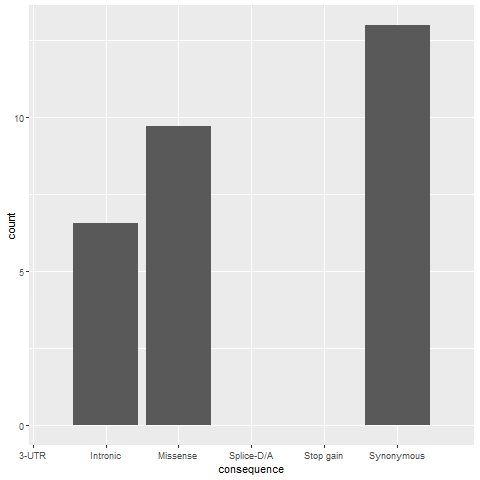 10
5
0
count
3-UTR Intronic Missense Splice-D/A Stop gain Synonymous
consequence